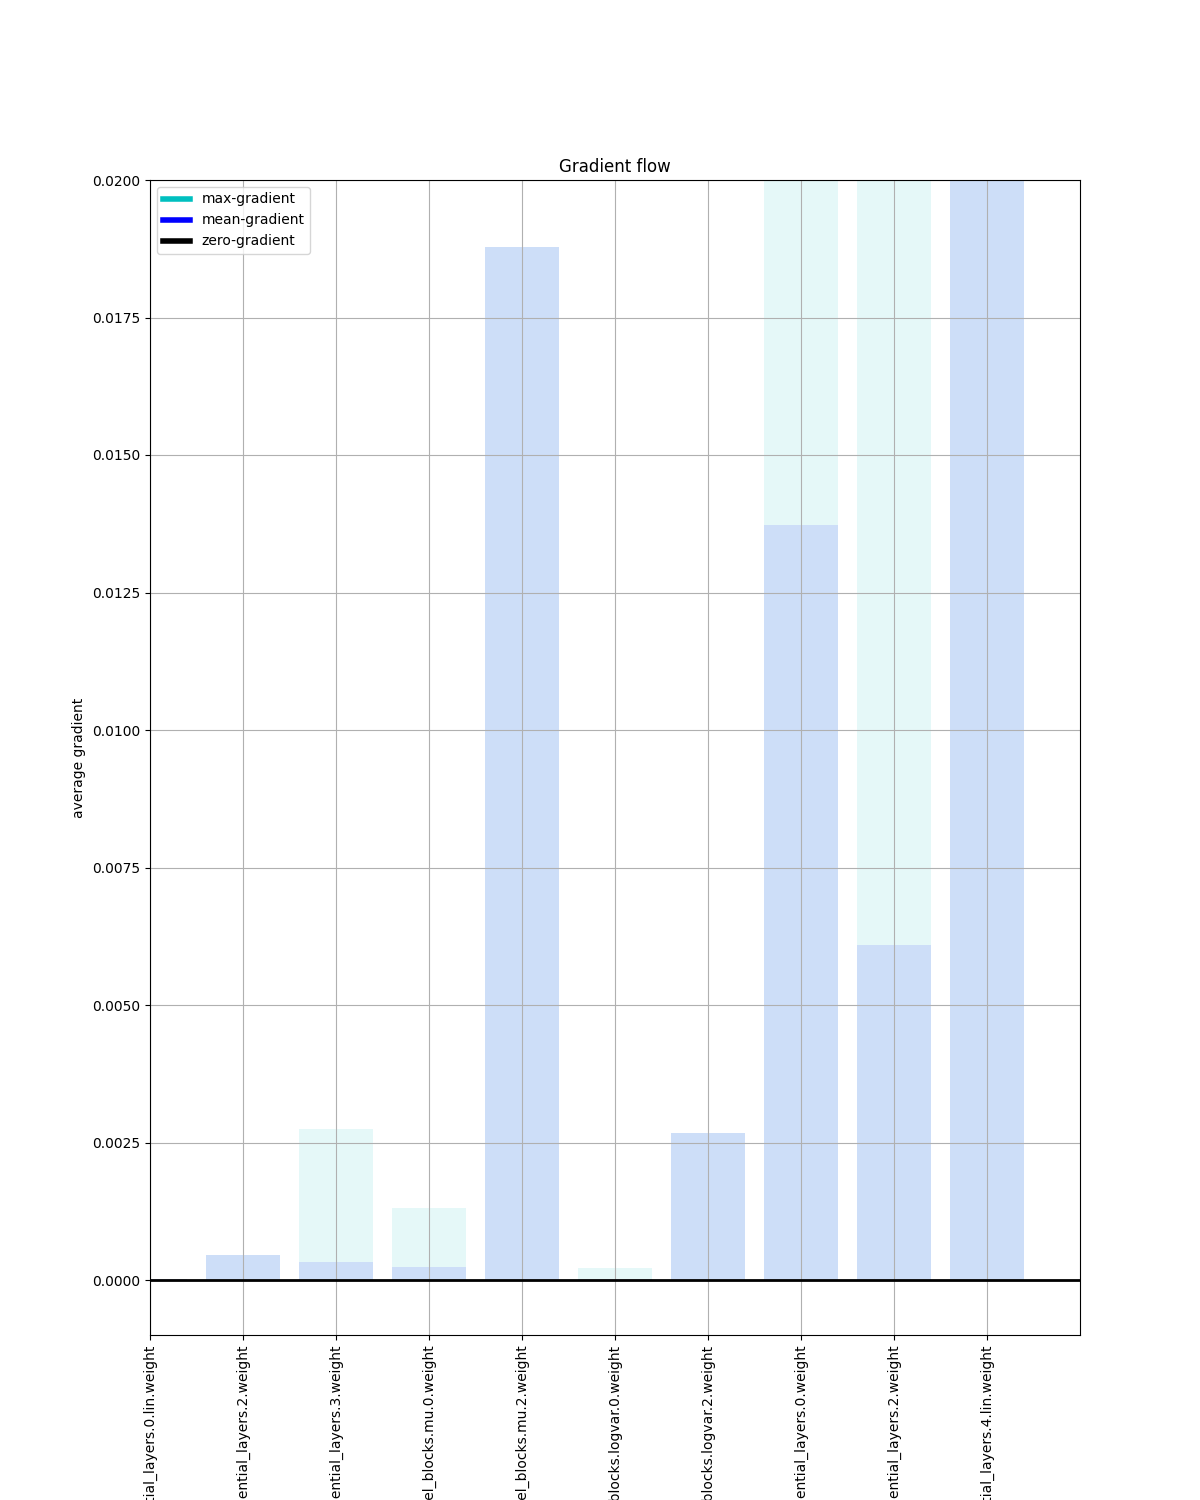 Gradient flow
max-gradient
mean-gradient
zero-gradient
0.0200
0.0175
0.0150
0.0125
0.0100
0.0075
0.0050
0.0025
0.0000
average gradient
tial_layers.0.lin.weight
ential_layers.2.weight
ential_layers.3.weight
el_blocks.mu.0.weight
el_blocks.mu.2.weight
blocks.logvar.0.weight
blocks.logvar.2.weight
ential_layers.0.weight
ential_layers.2.weight
tial_layers.4.lin.weight